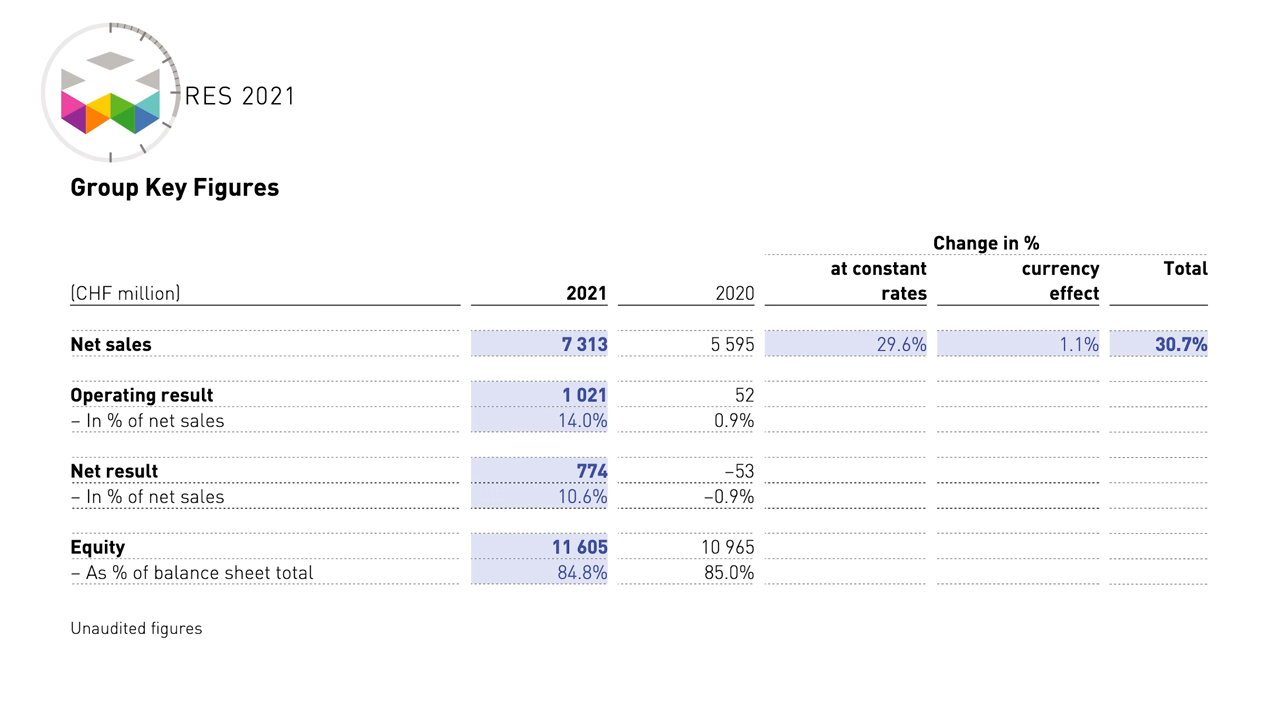 RES 2021
Group Key Figures
Change in %
at constant currency Total
(CHF million) 2021 2020 rates effect
Net sales 7 313 5 595 29.6% 1.1% 30.7%
Operating result 1 021 52
– In % of net sales 14.0% 0.9%
Net result 774 –53
– In % of net sales 10.6% –0.9%
Equity 11 605 10 965
– As % of balance sheet total 84.8% 85.0%
Unaudited figures